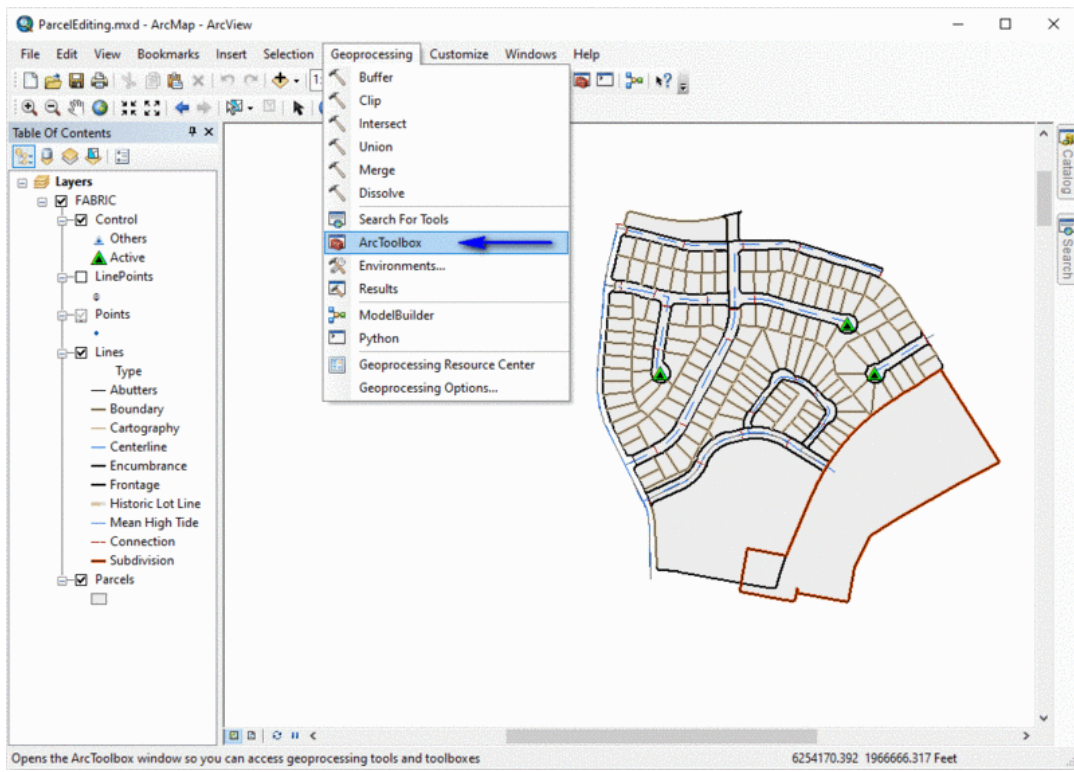 ParcelEditing.mxd - ArcMap - ArcView
File Edit View Bookmarks Insert Selection Geoprocessing Customize Windows Help
1:
Table Of Contents
Layers
FABRIC
Control
Others
Active
LinePoints
Points
Lines
Type
Abutters
Boundary
Cartography
Centerline
Encumbrance
Frontage
Historic Lot Line
Mean High Tide
Connection
Subdivision
Parcels
Buffer
Clip
Intersect
Union
Merge
Dissolve
Search For Tools
ArcToolbox
Environments...
Results
ModelBuilder
Python
Geoprocessing Resource Center
Geoprocessing Options...
Catalog
Search
Opens the ArcToolbox window so you can access geoprocessing tools and toolboxes
6254170.392 1966666.317 Feet